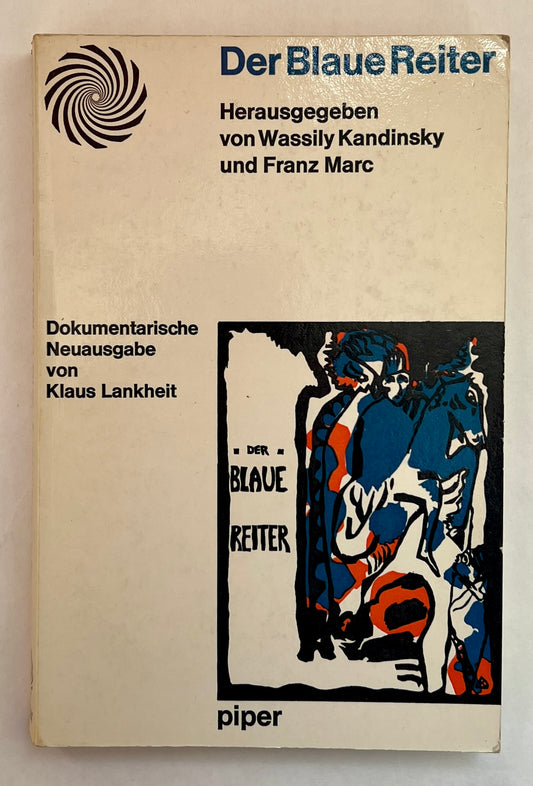 Der Blaue Reiter
Herausgegeben
von Wassily Kandinsky
und Franz Marc
Dokumentarische
Neuausgabe
von
Klaus Lankheit
DER
BLAUE
REITER
piper